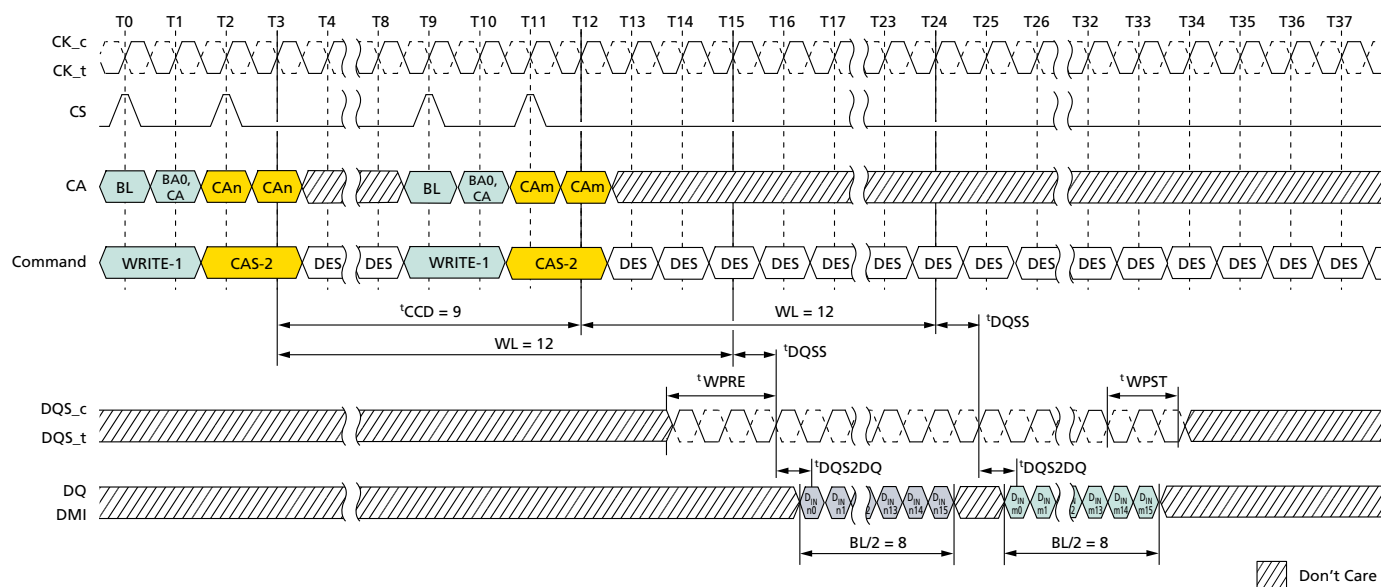 T0 T1 T2 T3 T4 T8 T9 T10 T11 T12 T13 T14 T15 T16 T17 T23 T24 T25 T26 T32 T33 T34 T35 T36 T37
CK_c
CK_t
CS
CA BL BA0, CA CAn CAn BL BA0, CA CAm CAm
Command WRITE-1 CAS-2 DES DES WRITE-1 CAS-2 DES DES DES DES DES DES DES DES DES DES DES DES DES DES DES
tCCD = 9 WL = 12 tDQSS
WL = 12 tDQSS
tWPRE tWPST
DQS_c
DQS_t
tDQS2DQ tDQS2DQ
DQ
DMI
DIN n0 DIN n1 2 DIN n13 DIN n14 DIN n15 DIN m0 DIN m1 2 DIN m13 DIN m14 DIN m15
BL/2 = 8 BL/2 = 8
Don't Care